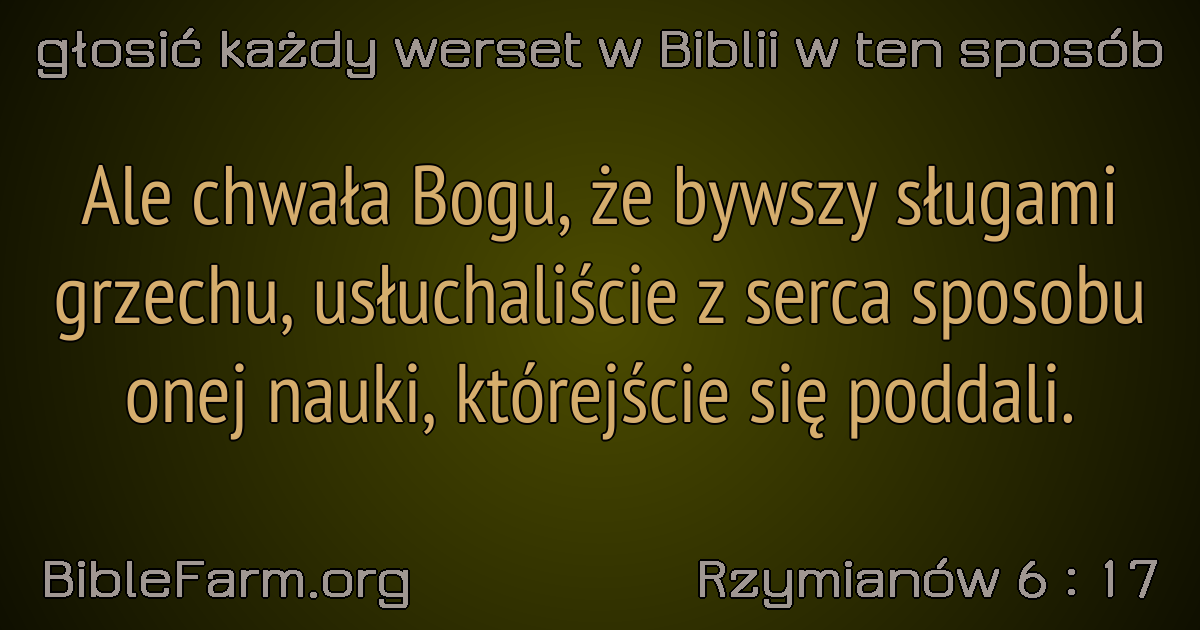 głosić każdy werset w Biblii w ten sposób
Ale chwała Bogu, że bywszy sługami
grzechu, usłuchaliście z serca sposobu
onej nauki, którejście się poddali.
BibleFarm.org
Rzymianów 6 : 17